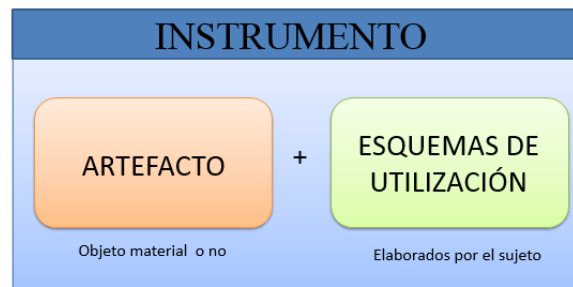 INSTRUMENTO
ARTEFACTO
+
ESQUEMAS DE
UTILIZACIÓN
Objeto material o no
Elaborados por el sujeto